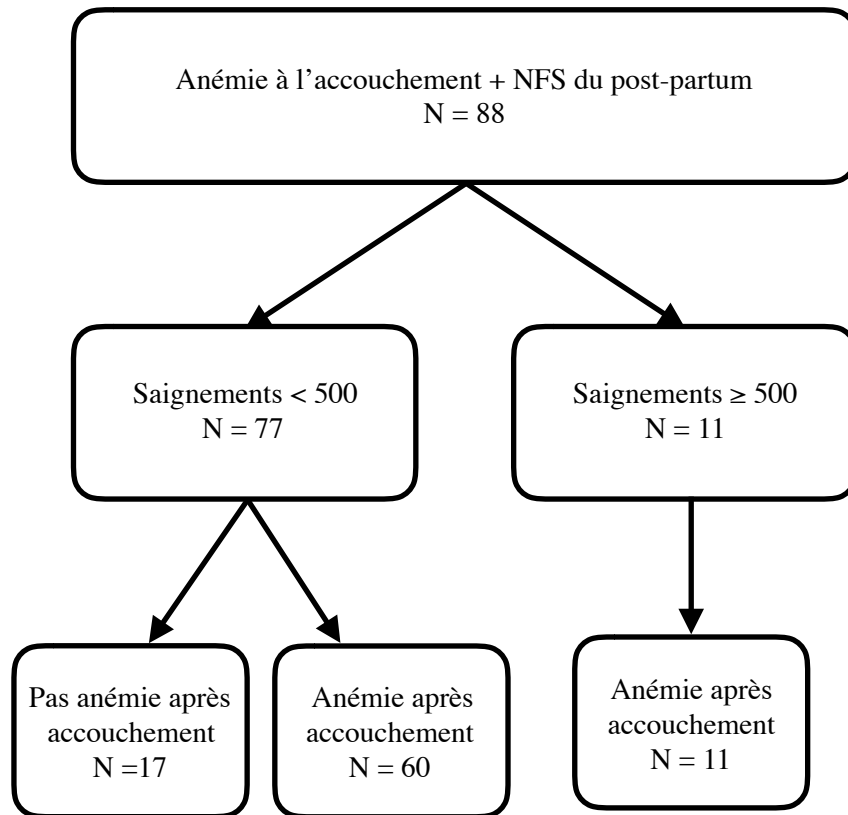 Anémie à l’accouchement + NFS du post-partum
N = 88
Saignements < 500
N = 77
Saignements ≥ 500
N = 11
Pas anémie après
accouchement
N =17
Anémie après
accouchement
N = 60
Anémie après
accouchement
N = 11